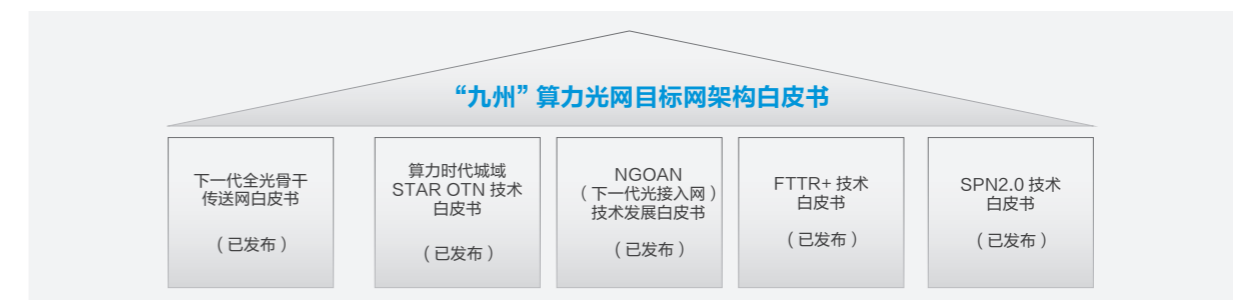 “九州”算力光网目标网架构白皮书
下一代全光骨干
传送网白皮书
（已发布）
算力时代城域
STAR OTN 技术
白皮书
（已发布）
NGOAN
（下一代光接入网）
技术发展白皮书
（已发布）
FTTR+ 技术
白皮书
（已发布）
SPN2.0 技术
白皮书
（已发布）